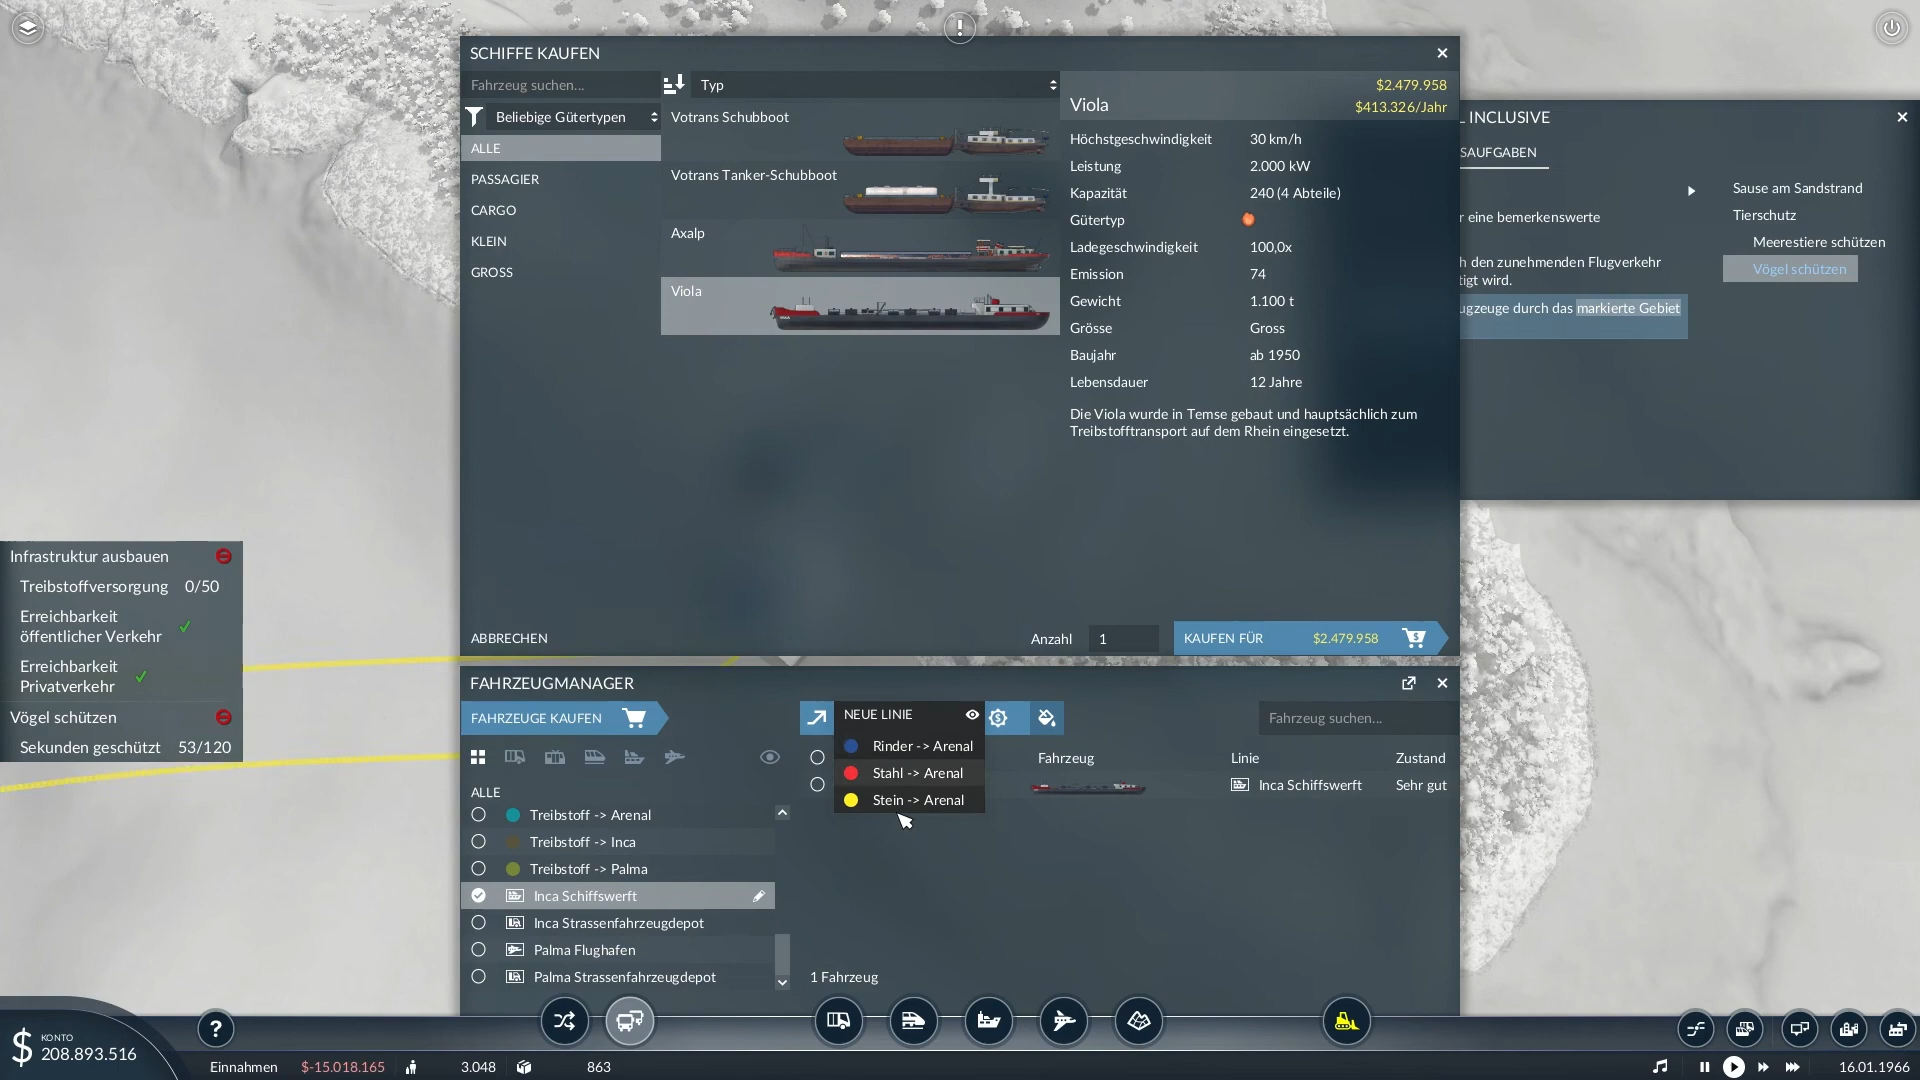 SCHIFFE KAUFEN
Fahrzeug suchen...
Typ
Beliebige Gütertypen
ALLE
PASSAGIER
CARGO
KLEIN
GROSS
Votrans Schubboot
Votrans Tanker-Schubboot
Axalp
Viola
Viola
$2.479.958
$413.326/Jahr
Höchstgeschwindigkeit 30 km/h
Leistung 2.000 kW
Kapazität 240 (4 Abteile)
Gütertyp
Ladegeschwindigkeit 100,0x
Emission 74
Gewicht 1.100 t
Grösse Gross
Baujahr ab 1950
Lebensdauer 12 Jahre
Die Viola wurde in Temse gebaut und hauptsächlich zum
Treibstofftransport auf dem Rhein eingesetzt.
ABBRECHEN
Anzahl 1
KAUFEN FÜR $2.479.958
INCLUSIVE
SAUFGABEN
r eine bemerkenswerte
h den zunehmenden Flugverkehr
tigt wird.
ugzeuge durch das markierte Gebiet
Sause am Sandstrand
Tierschutz
Meerestiere schützen
Vögel schützen
Infrastruktur ausbauen
Treibstoffversorgung 0/50
Erreichbarkeit
öffentlicher Verkehr
Erreichbarkeit
Privatverkehr
Vögel schützen
Sekunden geschützt 53/120
FAHRZEUGMANAGER
FAHRZEUGE KAUFEN
ALLE
Treibstoff -> Arenal
Treibstoff -> Inca
Treibstoff -> Palma
Inca Schiffswerft
Inca Strassenfahrzeugdepot
Palma Flughafen
Palma Strassenfahrzeugdepot
NEUE LINIE
Rinder -> Arenal
Stahl -> Arenal
Stein -> Arenal
Fahrzeug suchen...
Fahrzeug Linie Zustand
Inca Schiffswerft Sehr gut
1 Fahrzeug
KONTO
208.893.516
Einnahmen $-15.018.165 3.048 863
16.01.1966